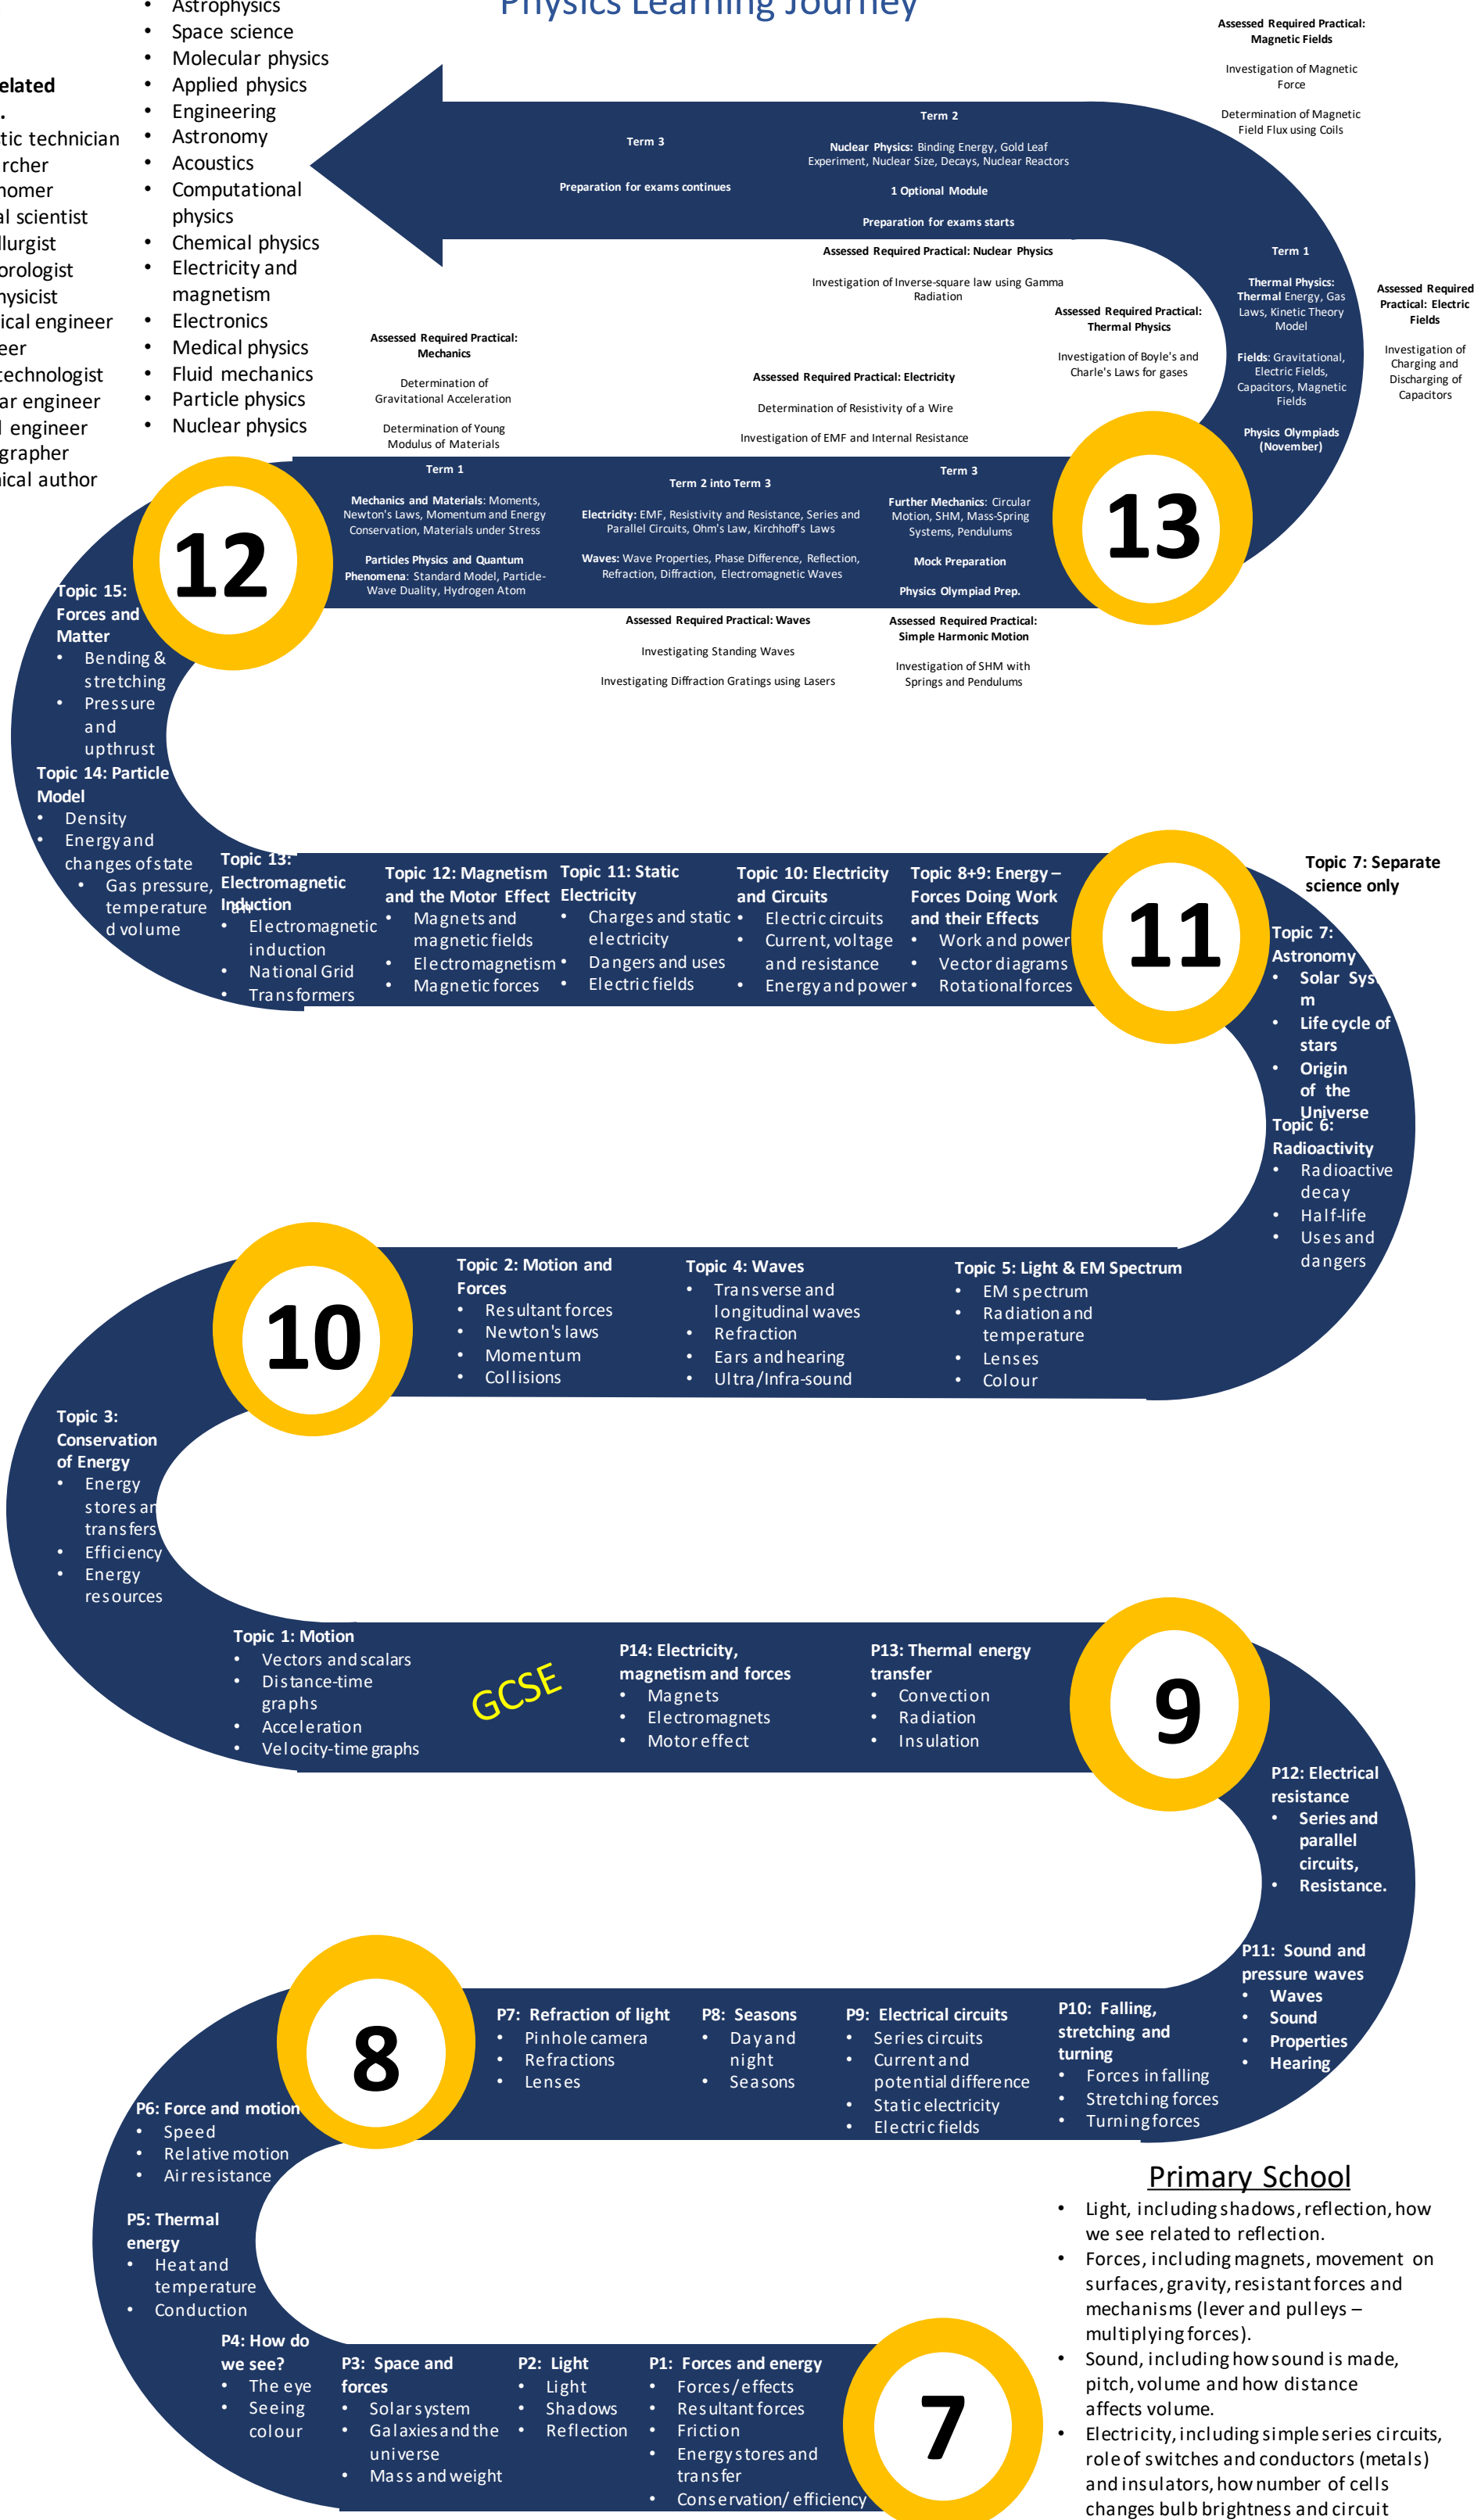 Physics Learning Journey
• Astrophysics
• Space science
• Molecular physics
• Applied physics
• Engineering
• Astronomy
• Acoustics
• Computational
physics
• Chemical physics
• Electricity and
magnetism
• Electronics
• Medical physics
• Fluid mechanics
• Particle physics
• Nuclear physics
technician
scientist
engineer
engineer
engineer
author
Assessed Required Practical:
Magnetic Fields
Investigation of Magnetic
Force
Determination of Magnetic
Field Flux using Coils
Term 3
Preparation for exams continues
Term 2
Nuclear Physics: Binding Energy, Gold Leaf
Experiment, Nuclear Size, Decays, Nuclear Reactors
1 Optional Module
Preparation for exams starts
Assessed Required Practical: Nuclear Physics
Investigation of Inverse-square law using Gamma
Radiation
Term 1
Thermal Physics:
Thermal Energy, Gas
Laws, Kinetic Theory
Model
Fields: Gravitational,
Electric Fields,
Capacitors, Magnetic
Fields
Physics Olympiads
(November)
Assessed Required
Practical: Electric
Fields
Investigation of
Charging and
Discharging of
Capacitors
Assessed Required Practical:
Thermal Physics
Investigation of Boyle's and
Charle's Laws for gases
Assessed Required Practical:
Mechanics
Determination of
Gravitational Acceleration
Determination of Young
Modulus of Materials
Assessed Required Practical: Electricity
Determination of Resistivity of a Wire
Investigation of EMF and Internal Resistance
13
12
Term 1
Mechanics and Materials: Moments,
Newton's Laws, Momentum and Energy
Conservation, Materials under Stress
Particles Physics and Quantum
Phenomena: Standard Model, Particle-
Wave Duality, Hydrogen Atom
Term 2 into Term 3
Electricity: EMF, Resistivity and Resistance, Series and
Parallel Circuits, Ohm's Law, Kirchhoff's Laws
Waves: Wave Properties, Phase Difference, Reflection,
Refraction, Diffraction, Electromagnetic Waves
Term 3
Further Mechanics: Circular
Motion, SHM, Mass-Spring
Systems, Pendulums
Mock Preparation
Physics Olympiad Prep.
Assessed Required Practical: Waves
Investigating Standing Waves
Investigating Diffraction Gratings using Lasers
Assessed Required Practical:
Simple Harmonic Motion
Investigation of SHM with
Springs and Pendulums
Topic 15:
Forces and
Matter
• Bending &
stretching
• Pressure
and
upthrust
Topic 14: Particle
Model
• Density
• Energy and
changes of state
• Gas pressure,
temperature an
d volume
Topic 13:
Electromagnetic
Induction
• Electromagnetic
induction
• National Grid
• Transformers
Topic 12: Magnetism
and the Motor Effect
• Magnets and
magnetic fields
• Electromagnetism
• Magnetic forces
Topic 11: Static
Electricity
• Charges and static
electricity
• Dangers and uses
• Electric fields
Topic 10: Electricity
and Circuits
• Electric circuits
• Current, voltage
and resistance
• Energy and power
Topic 8+9: Energy –
Forces Doing Work
and their Effects
• Work and power
• Vector diagrams
• Rotational forces
11
Topic 7: Separate
science only
Topic 7:
Astronomy
• Solar Syste
m
• Life cycle of
stars
• Origin
of the
Universe
Topic 6:
Radioactivity
• Radioactive
decay
• Half-life
• Uses and
dangers
10
Topic 2: Motion and
Forces
• Resultant forces
• Newton's laws
• Momentum
• Collisions
Topic 4: Waves
• Transverse and
longitudinal waves
• Refraction
• Ears and hearing
• Ultra/Infra-sound
Topic 5: Light & EM Spectrum
• EM spectrum
• Radiation and
temperature
• Lenses
• Colour
Topic 3:
Conservation
of Energy
• Energy
stores an
transfers
• Efficiency
• Energy
resources
Topic 1: Motion
• Vectors and scalars
• Distance-time
graphs
• Acceleration
• Velocity-time graphs
GCSE
P14: Electricity,
magnetism and forces
• Magnets
• Electromagnets
• Motor effect
P13: Thermal energy
transfer
• Convection
• Radiation
• Insulation
9
P12: Electrical
resistance
• Series and
parallel
circuits,
• Resistance.
P11: Sound and
pressure waves
• Waves
• Sound
• Properties
• Hearing
8
P7: Refraction of light
• Pinhole camera
• Refractions
• Lenses
P8: Seasons
• Day and
night
• Seasons
P9: Electrical circuits
• Series circuits
• Current and
potential difference
• Static electricity
• Electric fields
P10: Falling,
stretching and
turning
• Forces in falling
• Stretching forces
• Turning forces
P6: Force and motion
• Speed
• Relative motion
• Air resistance
P5: Thermal
energy
• Heat and
temperature
• Conduction
P4: How do
we see?
• The eye
• Seeing
colour
P3: Space and
forces
• Solar system
• Galaxies and the
universe
• Mass and weight
P2: Light
• Light
• Shadows
• Reflection
P1: Forces and energy
• Forces/ effects
• Resultant forces
• Friction
• Energy stores and
transfer
• Conservation/ efficiency
7
Primary School
• Light, including shadows, reflection, how
we see related to reflection.
• Forces, including magnets, movement on
surfaces, gravity, resistant forces and
mechanisms (lever and pulleys –
multiplying forces).
• Sound, including how sound is made,
pitch, volume and how distance
affects volume.
• Electricity, including simple series circuits,
role of switches and conductors (metals)
and insulators, how number of cells
changes bulb brightness and circuit